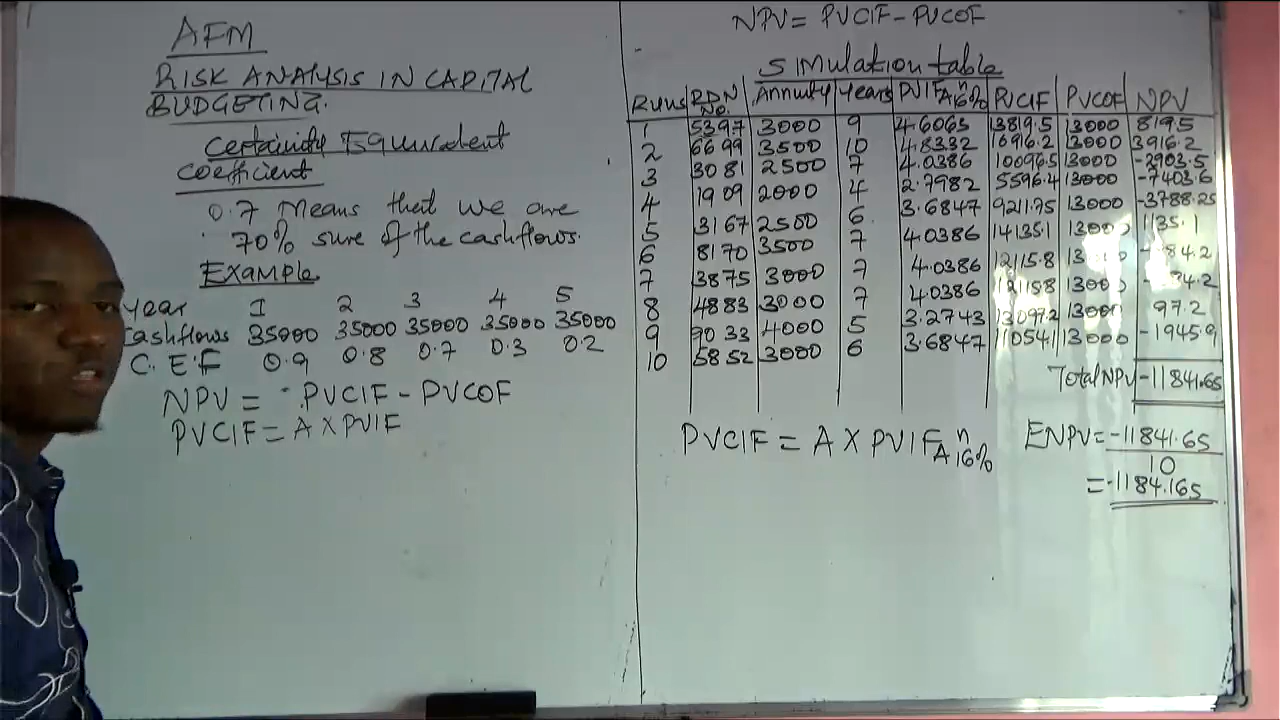 AFM
RISK ANALYSIS IN CAPITAL
BUDGETING.
Certainity Equivalent
coefficient
0.7 Means that we are
70% sure of the cashflows.
Example
Year 1 2 3 4 5
Cashflows 35000 35000 35000 35000 35000
C.E.F 0.9 0.8 0.7 0.3 0.2
NPV = PVCIF - PVCOF
PVCIF = A X PVIF
NPV = PVCIF - PVCOF
Simulation table
Runs RDN No. Annuity Years PVIFA n 16% PVCIF PVCOF NPV
1 5397 3000 9 4.6065 13819.5 13000 819.5
2 6699 3500 10 4.8332 16916.2 13000 3916.2
3 3081 2500 7 4.0386 10096.5 13000 -2903.5
4 1909 2000 4 2.7982 5596.4 13000 -7403.6
5 3167 2500 6 3.6847 9211.75 13000 -3788.25
6 8170 3500 7 4.0386 14135.1 13000 1135.1
7 3875 3000 7 4.0386 12115.8
8 4883 3000 7 4.0386 12115.8 13000
9 9033 4000 5 3.2743 13097.2 13000 97.2
10 5852 3000 6 3.6847 11054.1 13000 -1945.9
Total NPV -11841.65
PVCIF = A X PVIFA n 16%
ENPV = -11841.65
10
= -1184.165